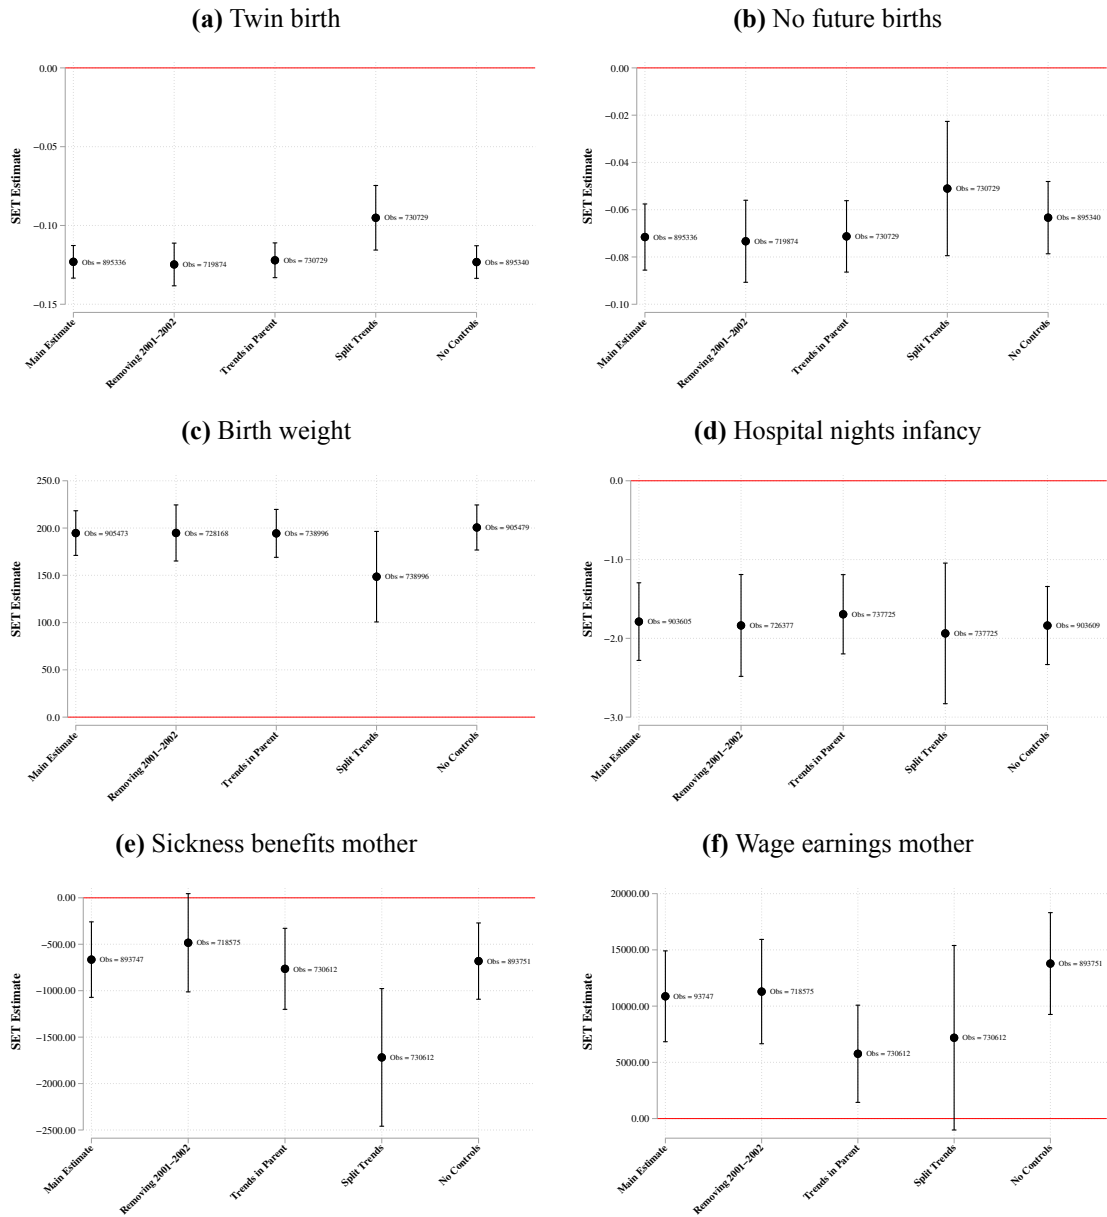 (a) Twin birth
0.00
−0.05
−0.10
−0.15
SET Estimate
Obs = 895336
Obs = 719874
Obs = 730729
Obs = 730729
Obs = 895340
Main Estimate
Removing 2001−2002
Trends in Parent
Split Trends
No Controls
(b) No future births
0.00
−0.02
−0.04
−0.06
−0.08
−0.10
SET Estimate
Obs = 895336
Obs = 719874
Obs = 730729
Obs = 730729
Obs = 895340
Main Estimate
Removing 2001−2002
Trends in Parent
Split Trends
No Controls
(c) Birth weight
250.0
200.0
150.0
100.0
50.0
0.0
SET Estimate
Obs = 905473
Obs = 728168
Obs = 738996
Obs = 738996
Obs = 905479
Main Estimate
Removing 2001−2002
Trends in Parent
Split Trends
No Controls
(d) Hospital nights infancy
0.0
−1.0
−2.0
−3.0
SET Estimate
Obs = 903605
Obs = 726377
Obs = 737725
Obs = 737725
Obs = 903609
Main Estimate
Removing 2001−2002
Trends in Parent
Split Trends
No Controls
(e) Sickness benefits mother
0.00
−500.00
−1000.00
−1500.00
−2000.00
−2500.00
SET Estimate
Obs = 893747
Obs = 718575
Obs = 730612
Obs = 730612
Obs = 893751
Main Estimate
Removing 2001−2002
Trends in Parent
Split Trends
No Controls
(f) Wage earnings mother
20000.00
15000.00
10000.00
5000.00
0.00
SET Estimate
Obs = 93747
Obs = 718575
Obs = 730612
Obs = 730612
Obs = 893751
Main Estimate
Removing 2001−2002
Trends in Parent
Split Trends
No Controls